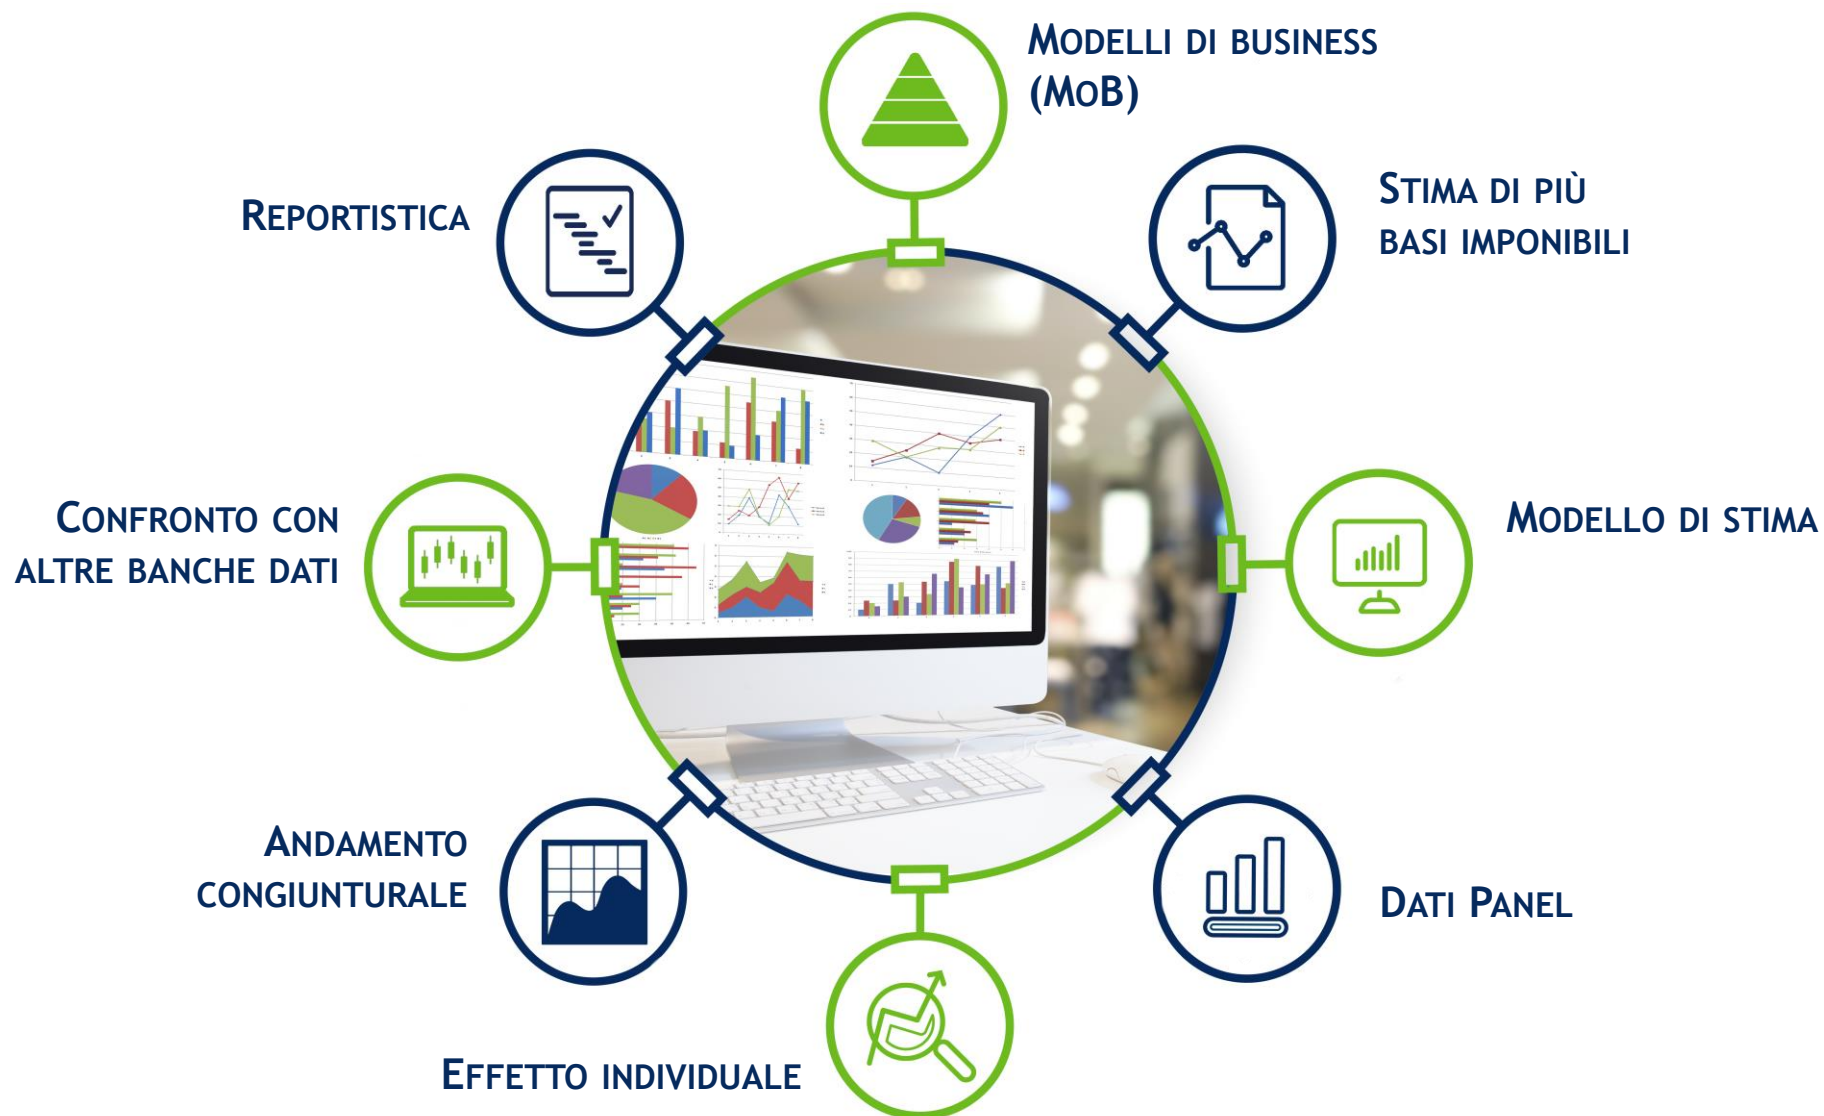 Modelli di business
(MoB)
Stima di più
basi imponibili
Modello di stima
Dati Panel
Effetto individuale
Andamento
congiunturale
Confronto con
altre banche dati
Reportistica